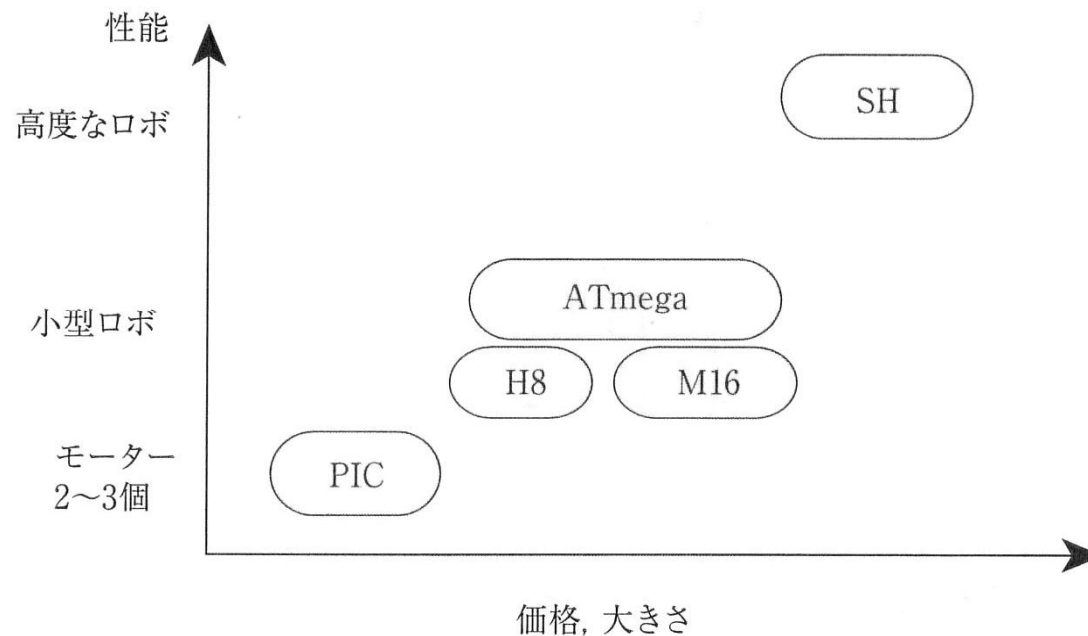 性能
高度なロボ
SH
小型ロボ
ATmega
H8
M16
モーター
2〜3個
PIC
価格, 大きさ